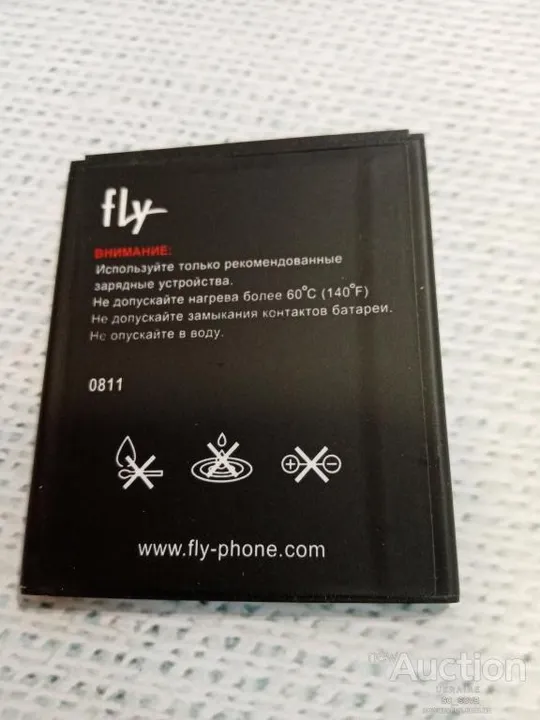 fly
ВНИМАНИЕ:
Используйте только рекомендованные
зарядные устройства.
Не допускайте нагрева более 60°C (140°F)
Не допускайте замыкания контактов батареи.
Не опускайте в воду.
0811
www.fly-phone.com
Auction
UKRAINE